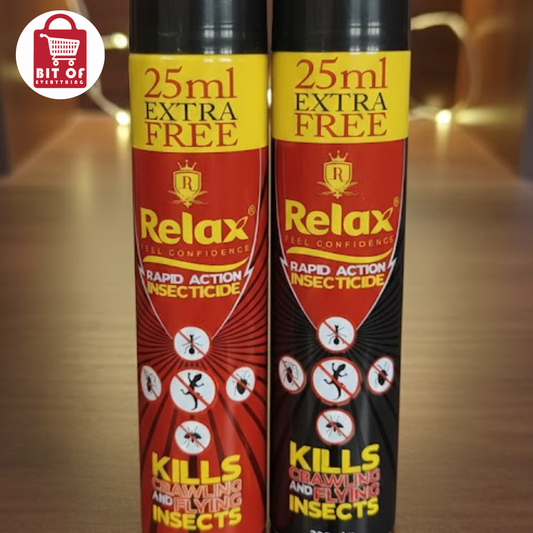 BIT OF
EVERYTHING
25ml
EXTRA
FREE
R
Relax®
FEEL CONFIDENCE
RAPID ACTION
INSECTICIDE
KILLS
CRAWLING
AND FLYING
INSECTS
25ml
EXTRA
FREE
R
Relax®
FEEL CONFIDENCE
RAPID ACTION
INSECTICIDE
KILLS
CRAWLING
AND FLYING
INSECTS